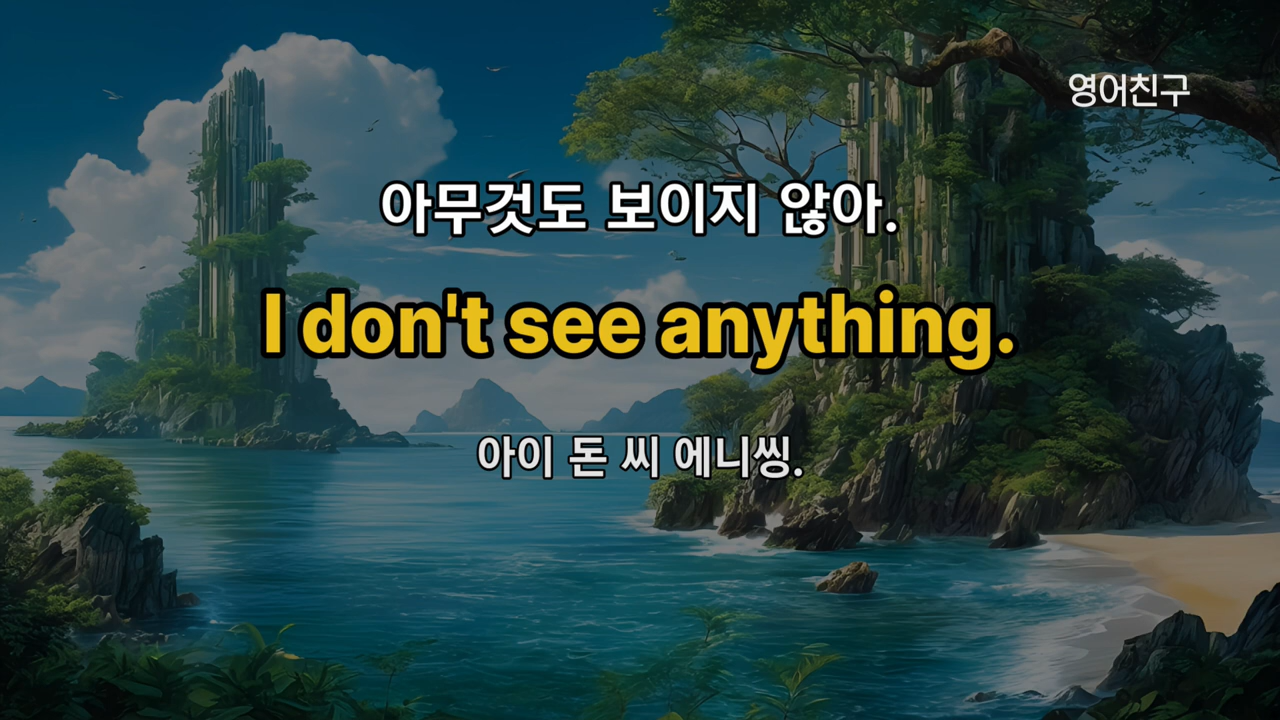 영어친구
아무것도 보이지 않아.
I don't see anything.
아이 돈 씨 에니씽.